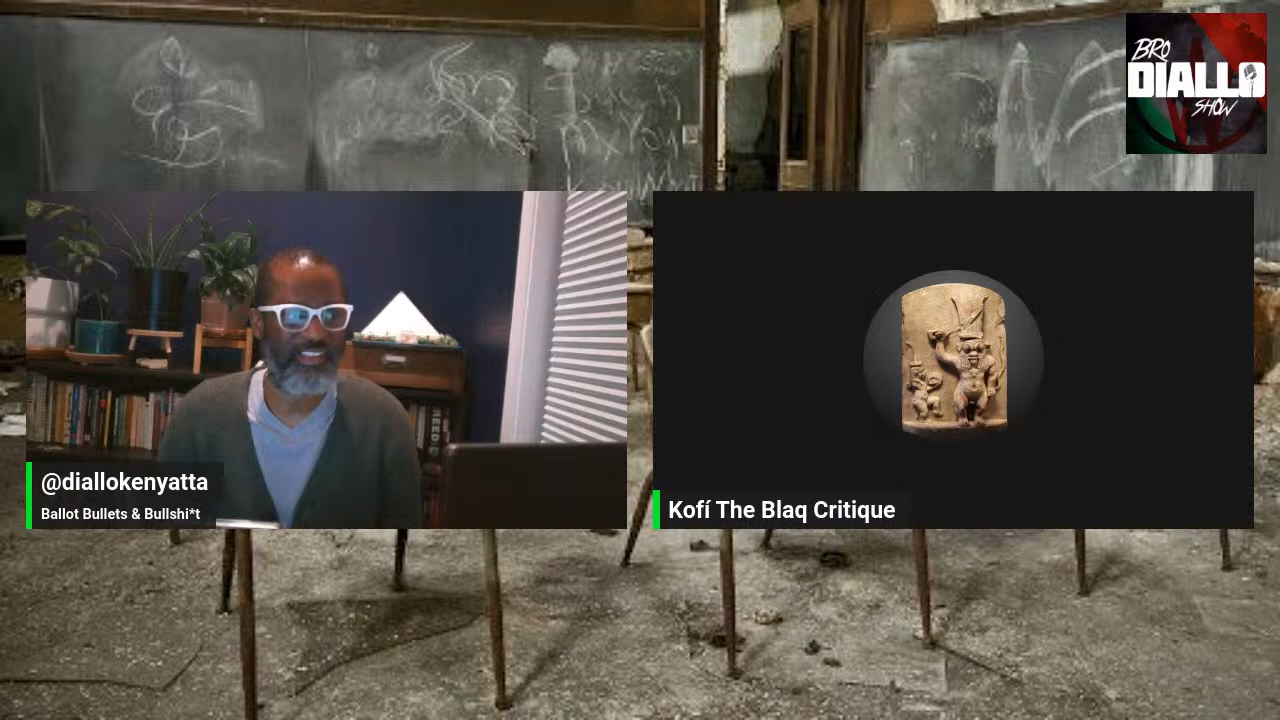 BRO
DIALLO
SHOW
@diallokenyatta
Ballot Bullets & Bullshi*t
Kofí The Blaq Critique